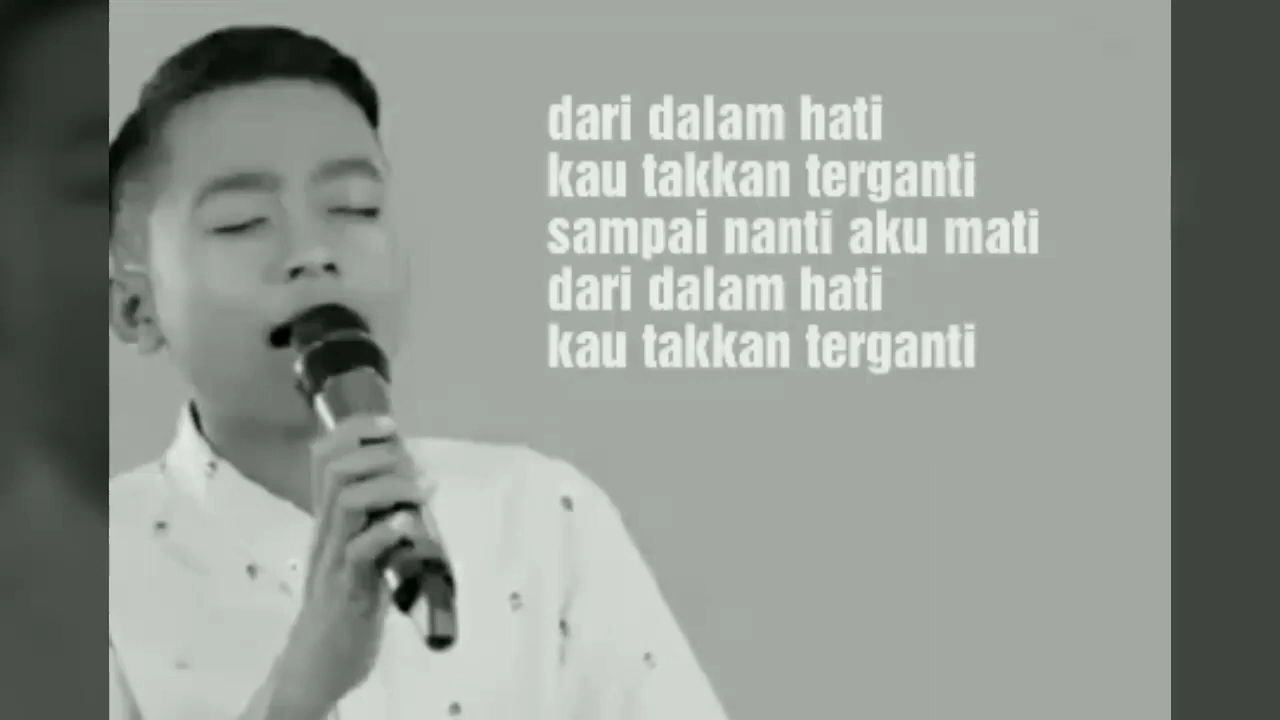 dari dalam hati
kau takkan terganti
sampai nanti aku mati
dari dalam hati
kau takkan terganti